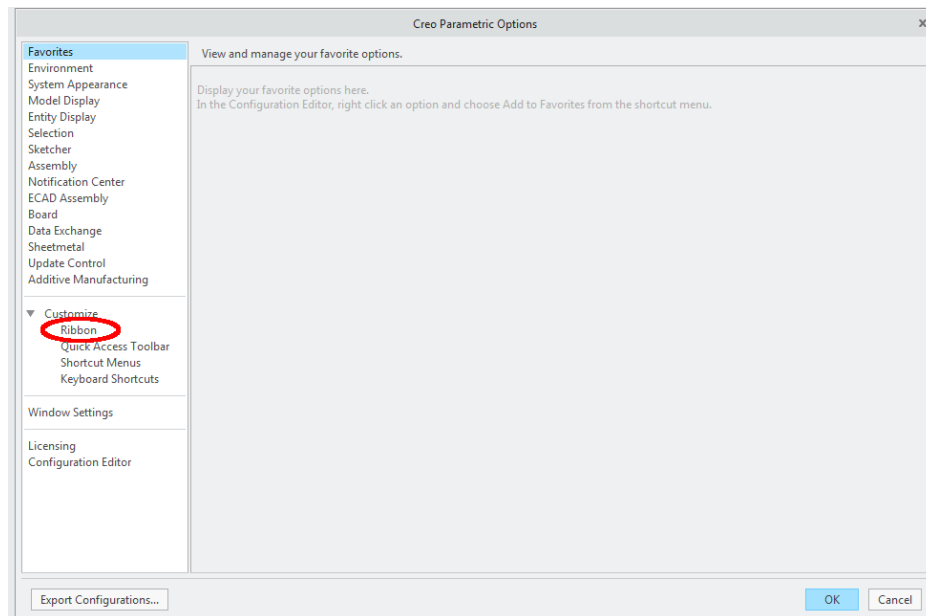 Creo Parametric Options
x
Favorites
View and manage your favorite options.
Environment
System Appearance
Model Display
Entity Display
Selection
Sketcher
Assembly
Notification Center
ECAD Assembly
Board
Data Exchange
Sheetmetal
Update Control
Additive Manufacturing
Customize
Ribbon
Quick Access Toolbar
Shortcut Menus
Keyboard Shortcuts
Window Settings
Licensing
Configuration Editor
Display your favorite options here.
In the Configuration Editor, right click an option and choose Add to Favorites from the shortcut menu.
Export Configurations...
OK
Cancel